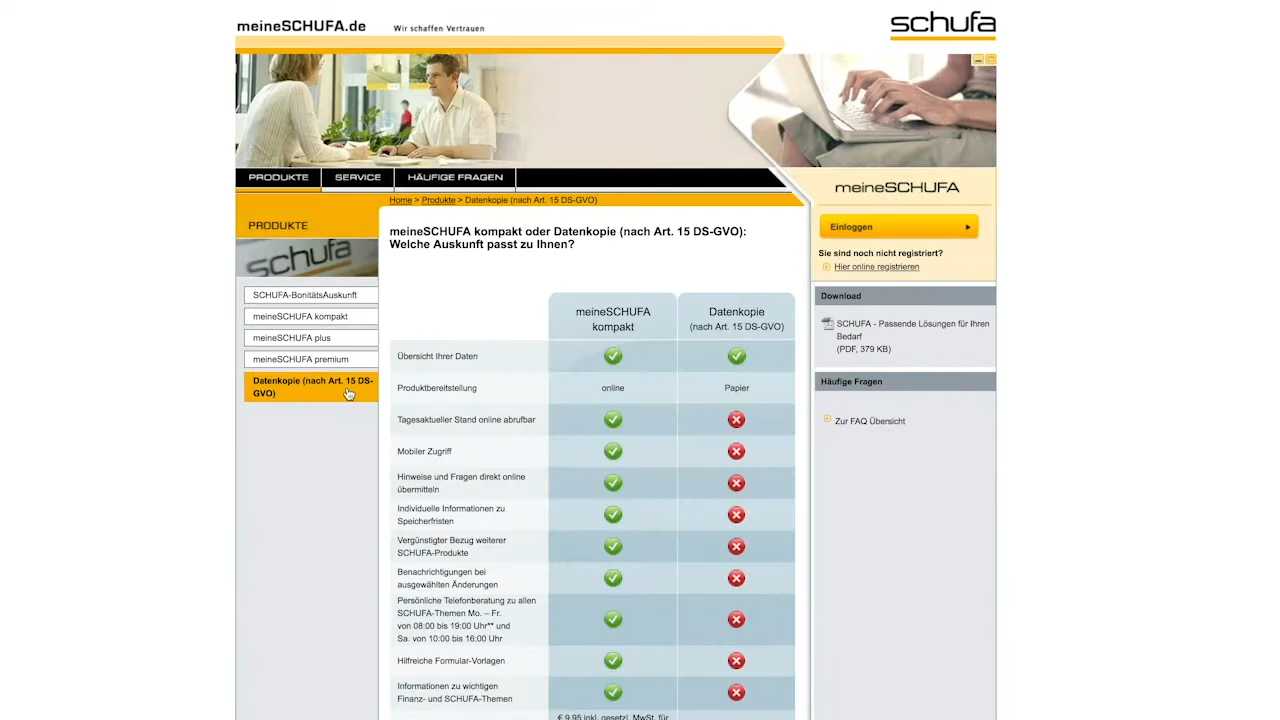 meineSCHUFA.de
Wir schaffen Vertrauen
schufa
PRODUKTE
SERVICE
HÄUFIGE FRAGEN
meineSCHUFA
Home > Produkte > Datenkopie (nach Art. 15 DS-GVO)
PRODUKTE
schufa
SCHUFA-BonitätsAuskunft
meineSCHUFA kompakt
meineSCHUFA plus
meineSCHUFA premium
Datenkopie (nach Art. 15 DS-
GVO)
meineSCHUFA kompakt oder Datenkopie (nach Art. 15 DS-GVO):
Welche Auskunft passt zu Ihnen?
meineSCHUFA
kompakt
Datenkopie
(nach Art. 15 DS-GVO)
Übersicht Ihrer Daten
Produktbereitstellung
online
Papier
Tagesaktueller Stand online abrufbar
Mobiler Zugriff
Hinweise und Fragen direkt online
übermitteln
Individuelle Informationen zu
Speicherfristen
Vergünstigter Bezug weiterer
SCHUFA-Produkte
Benachrichtigungen bei
ausgewählten Änderungen
Persönliche Telefonberatung zu allen
SCHUFA-Themen Mo. – Fr.
von 08:00 bis 19:00 Uhr** und
Sa. von 10:00 bis 16:00 Uhr
Hilfreiche Formular-Vorlagen
Informationen zu wichtigen
Finanz- und SCHUFA-Themen
€ 9,95 inkl. gesetzl. MwSt. für
Einloggen
Sie sind noch nicht registriert?
Hier online registrieren
Download
SCHUFA - Passende Lösungen für Ihren
Bedarf
(PDF, 379 KB)
Häufige Fragen
Zur FAQ Übersicht